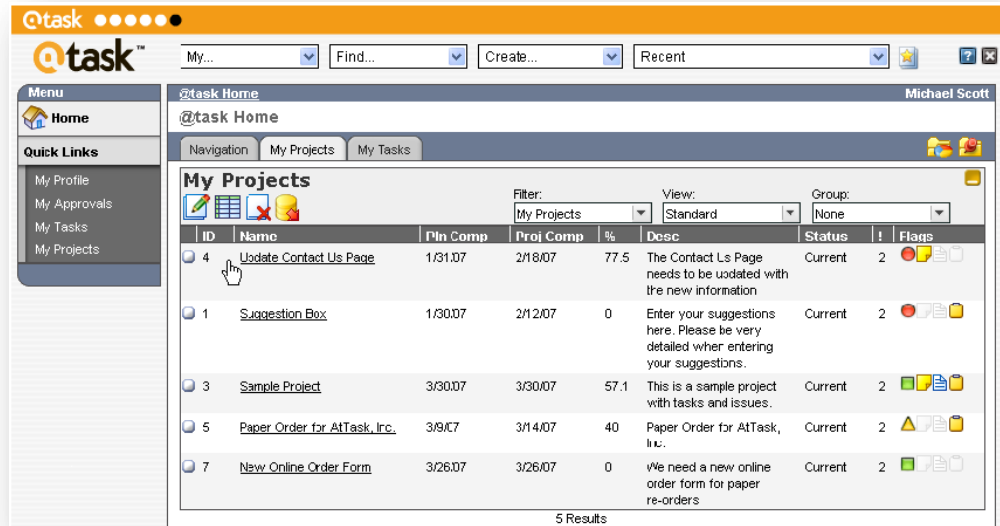 @task
@task™
My... Find... Create... Recent
?
Menu
@task Home
Michael Scott
Home
@task Home
Quick Links
Navigation My Projects My Tasks
My Profile
My Approvals
My Tasks
My Projects
My Projects
Filter: View: Group:
My Projects Standard None
ID Name Pln Comp Proj Comp % Desc Status ! Flags
4 Update Contact Us Page 1/31/07 2/18/07 77.5 The Contact Us Page Current 2
needs to be updated with
the new information
1 Suggestion Box 1/30/07 2/12/07 0 Enter your suggestions Current 2
here. Please be very
detailed when entering
your suggestions.
3 Sample Project 3/30/07 3/30/07 57.1 This is a sample project Current 2
with tasks and issues.
5 Paper Order for AtTask, Inc. 3/9/07 3/14/07 40 Paper Order for AtTask, Current 2
Inc.
7 New Online Order Form 3/26/07 3/26/07 0 We need a new online Current 2
order form for paper
re-orders
5 Results